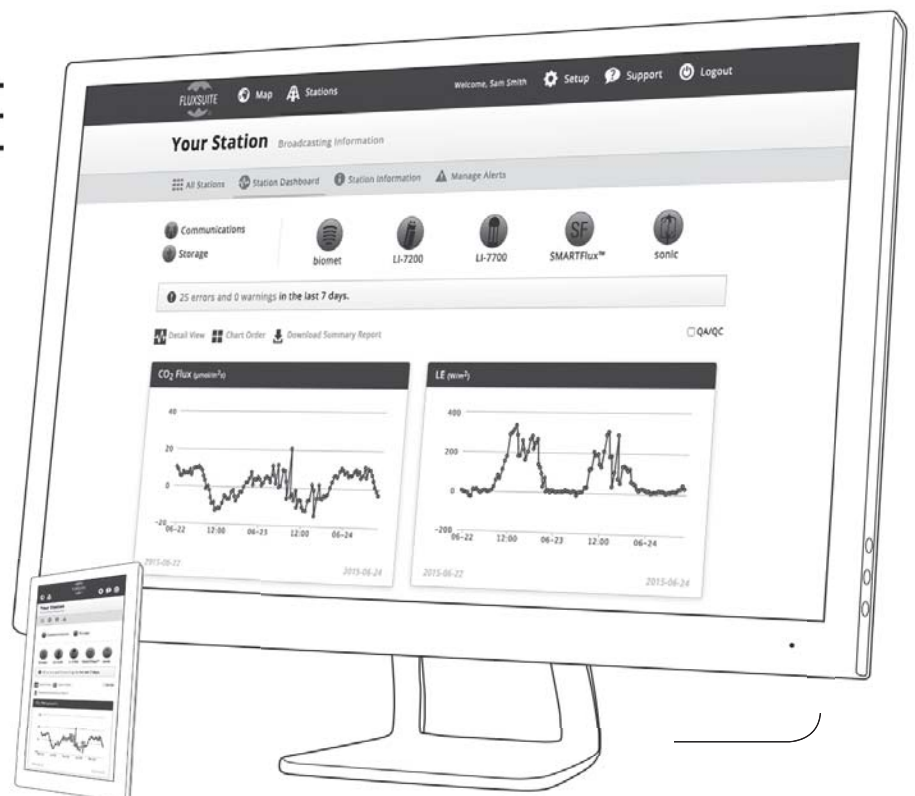 FLUXSUITE Map Stations Welcome, Sam Smith Setup Support Logout
Your Station Broadcasting Information
All Stations Station Dashboard Station Information Manage Alerts
Communications
Storage
biomet LI-7200 LI-7700 SF SMARTFlux™ sonic
25 errors and 0 warnings in the last 7 days.
Detail View Chart Order Download Summary Report QA/QC
CO₂ Flux (μmol/m²s)
40
20
0
-20
06-22 12:00 06-23 12:00 06-24
2015-06-22 2015-06-24
LE (W/m²)
400
200
0
-200
06-22 12:00 06-23 12:00 06-24
2015-06-22 2015-06-24
Your Station